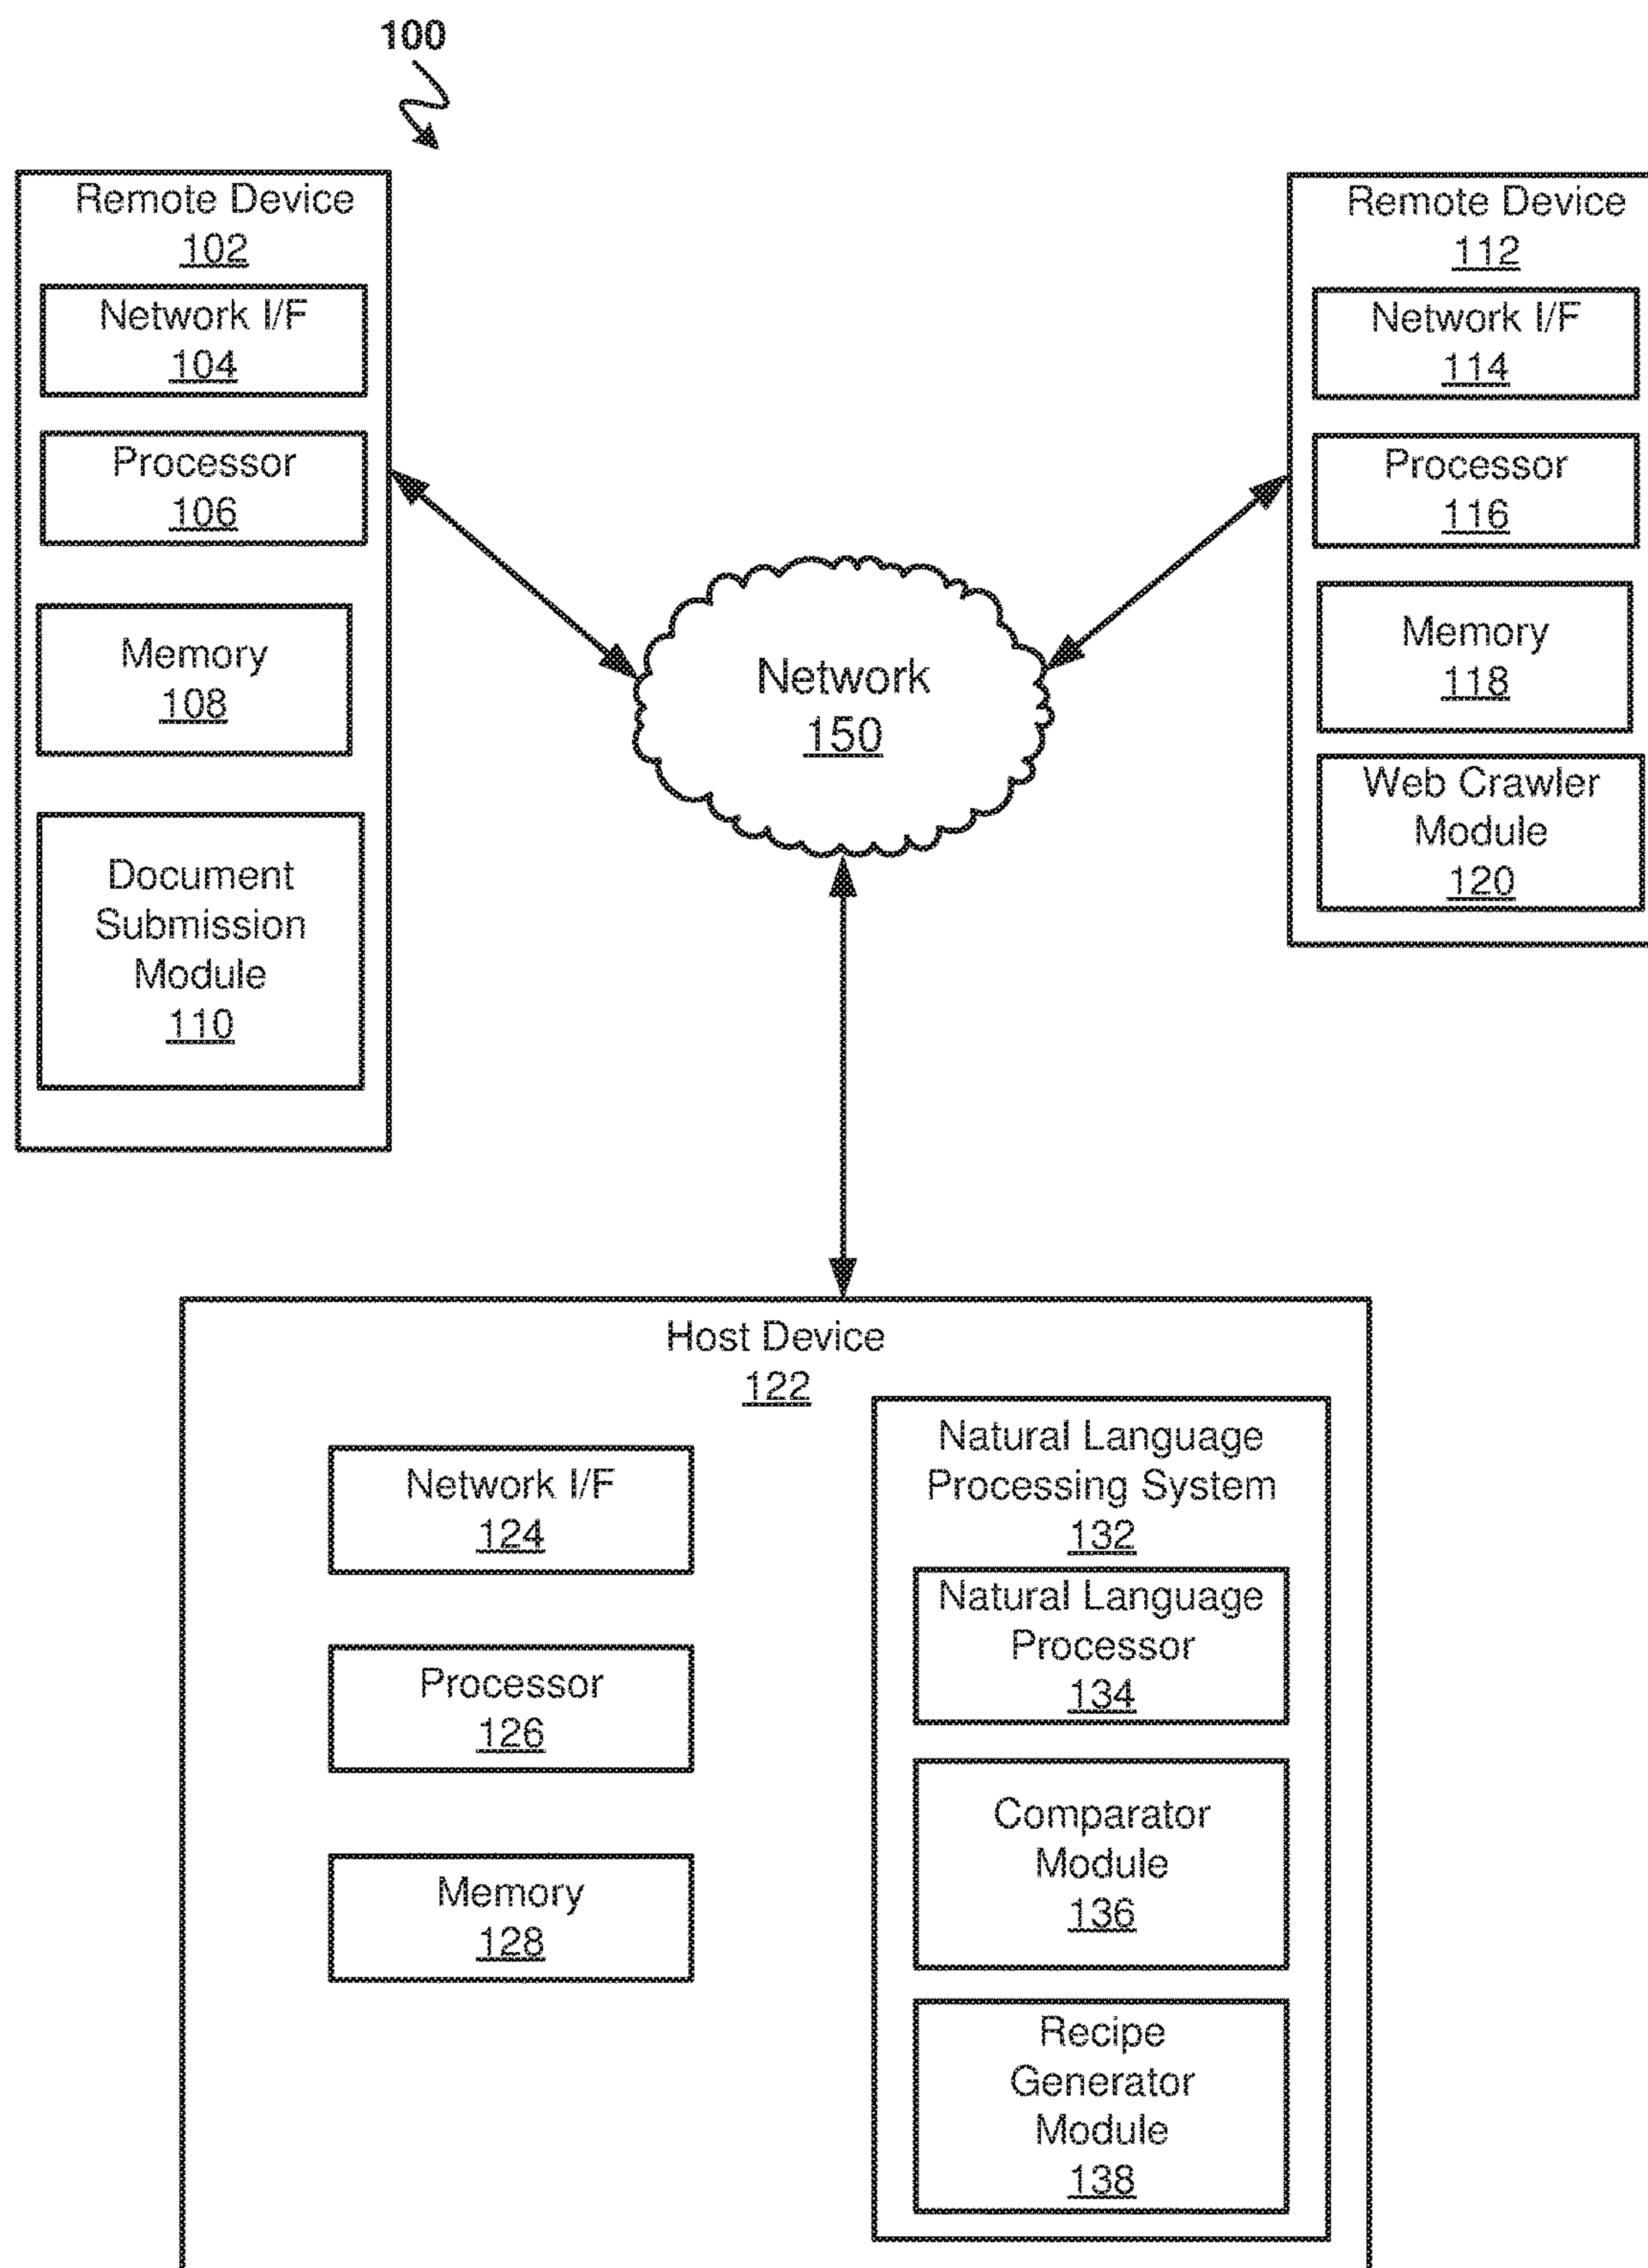 100
Remote Device
102
Network I/F
104
Processor
106
Memory
108
Document
Submission
Module
110
Network
150
Remote Device
112
Network I/F
114
Processor
116
Memory
118
Web Crawler
Module
120
Host Device
122
Network I/F
124
Processor
126
Memory
128
Natural Language
Processing System
132
Natural Language
Processor
134
Comparator
Module
136
Recipe
Generator
Module
138